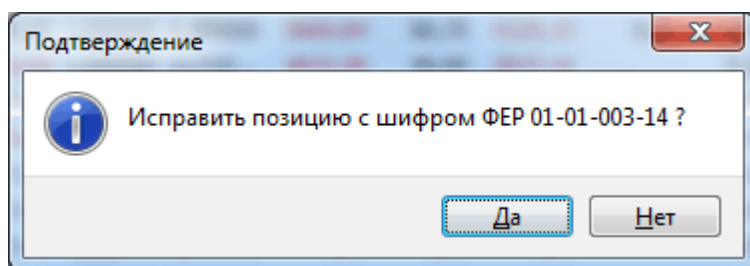 Подтверждение
Исправить позицию с шифром ФЕР 01-01-003-14 ?
Да
Нет